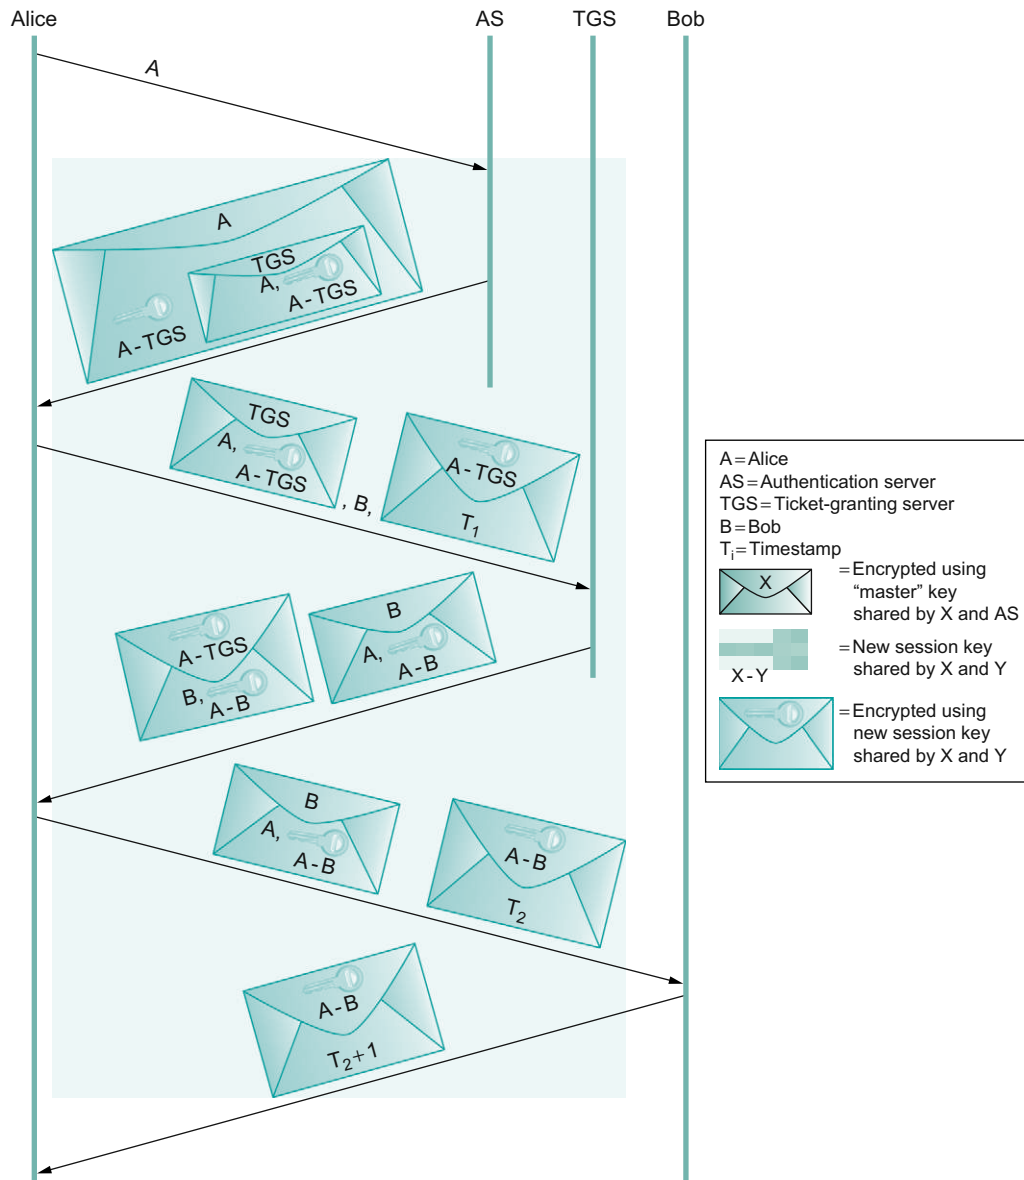 Alice
AS
TGS
Bob
A
A
TGS
A,
A-TGS
A-TGS
TGS
A,
A-TGS
, B,
A-TGS
T1
A-TGS
B,
A-B
B
A,
A-B
B
A,
A-B
A-B
T2
A-B
T2+1
A=Alice
AS=Authentication server
TGS=Ticket-granting server
B=Bob
Ti=Timestamp
X
=Encrypted using
“master” key
shared by X and AS
X-Y
=New session key
shared by X and Y
=Encrypted using
new session key
shared by X and Y